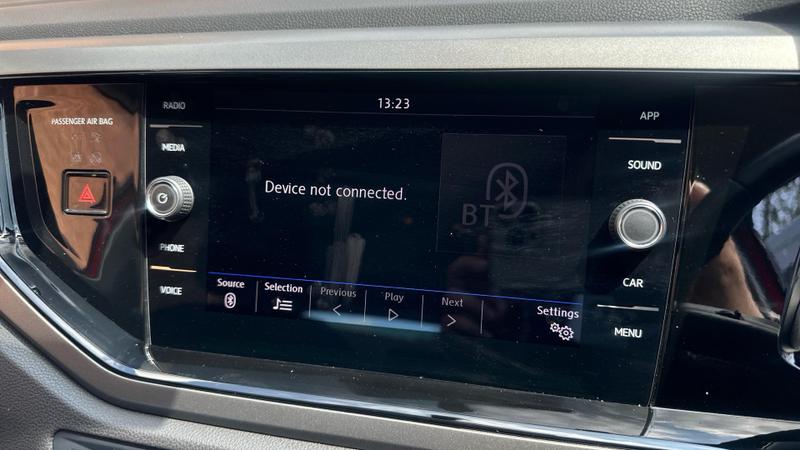 PASSENGER AIR BAG
RADIO
MEDIA
PHONE
VOICE
13:23
Device not connected.
BT
Source
Selection
Previous
Play
Next
Settings
APP
SOUND
CAR
MENU